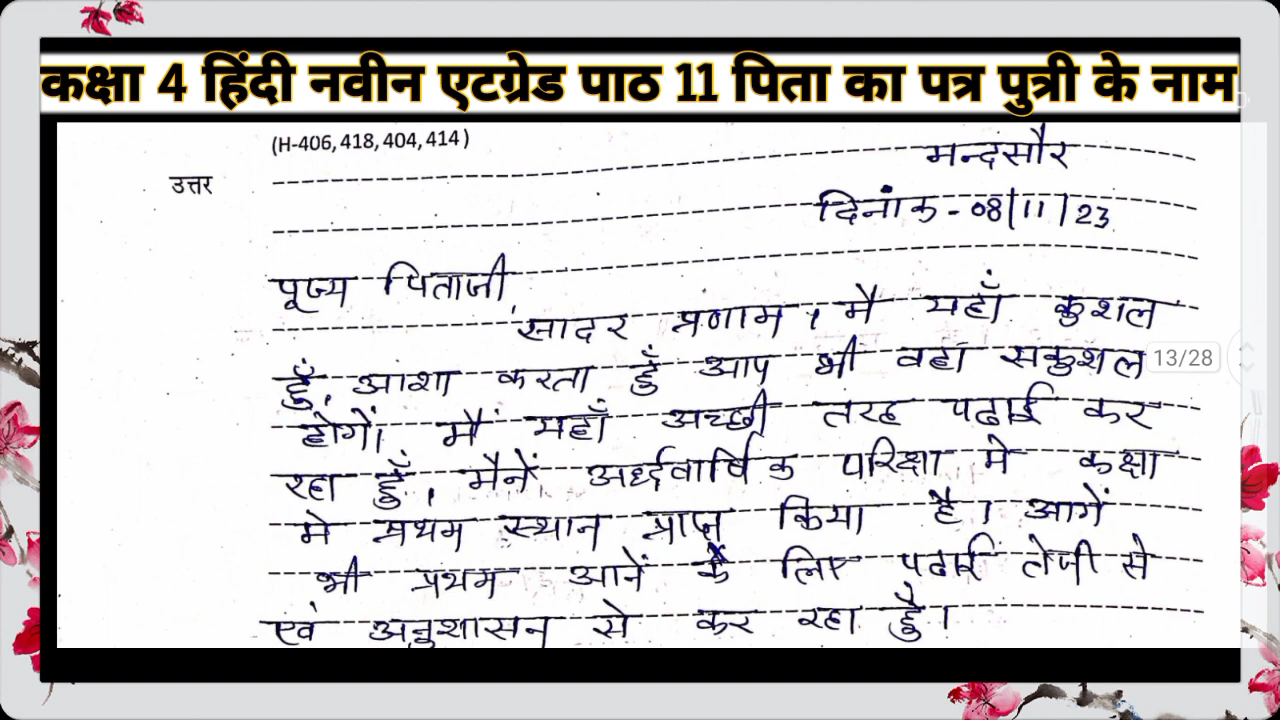 कक्षा 4 हिंदी नवीन एटग्रेड पाठ 11 पिता का पत्र पुत्री के नाम
(H-406, 418, 404, 414)
मन्दसौर
उत्तर
दिनांक - 08/11/23
पूज्य पिताजी,
सादर प्रणाम, मै यहाँ कुशल
हूँ, आशा करता हूँ आप भी वहां सकुशल
13/28
होगें। मैं यहाँ अच्छी तरह पढाई कर
रहा हूँ, मैनें अर्ध्दवार्षिक परिक्षा मे कक्षा
मे प्रथम स्थान प्राप्त किया है। आगें
भी प्रथम आनें कें लिए पढाई तेजी से
एवं अनुशासन से कर रहा हूै।